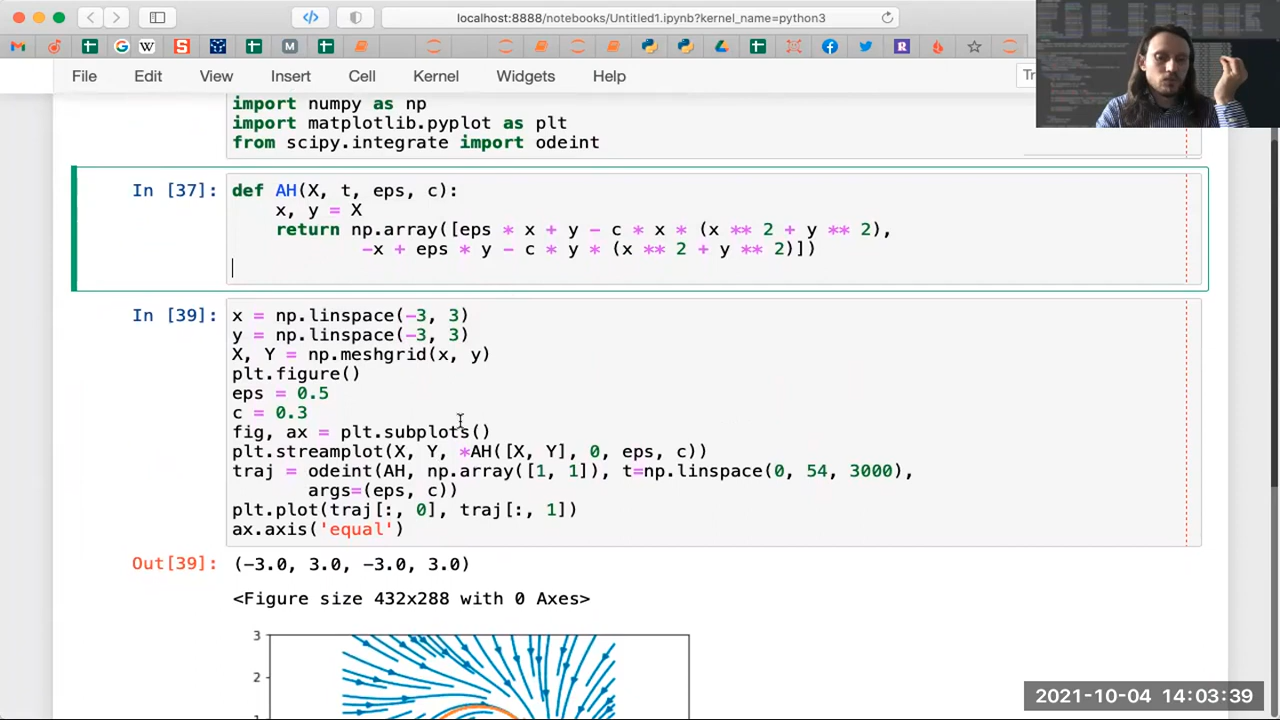 localhost:8888/notebooks/Untitled1.ipynb?kernel_name=python3
File Edit View Insert Cell Kernel Widgets Help
import numpy as np
import matplotlib.pyplot as plt
from scipy.integrate import odeint
In [37]: def AH(X, t, eps, c):
x, y = X
return np.array([eps * x + y - c * x * (x ** 2 + y ** 2),
-x + eps * y - c * y * (x ** 2 + y ** 2)])
In [39]: x = np.linspace(-3, 3)
y = np.linspace(-3, 3)
X, Y = np.meshgrid(x, y)
plt.figure()
eps = 0.5
c = 0.3
fig, ax = plt.subplots()
plt.streamplot(X, Y, *AH([X, Y], 0, eps, c))
traj = odeint(AH, np.array([1, 1]), t=np.linspace(0, 54, 3000),
args=(eps, c))
plt.plot(traj[:, 0], traj[:, 1])
ax.axis('equal')
Out[39]: (-3.0, 3.0, -3.0, 3.0)
<Figure size 432x288 with 0 Axes>
3
2
2021-10-04 14:03:39